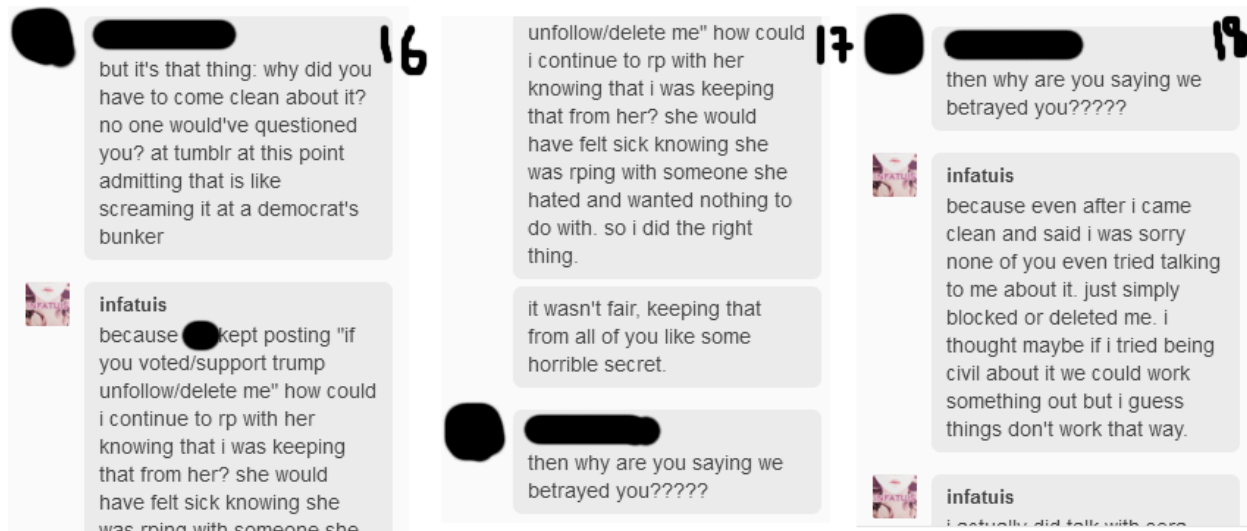 16
but it's that thing: why did you
have to come clean about it?
no one would've questioned
you? at tumblr at this point
admitting that is like
screaming it at a democrat's
bunker
infatuis
because kept posting "if
you voted/support trump
unfollow/delete me" how could
i continue to rp with her
knowing that i was keeping
that from her? she would
have felt sick knowing she
was rping with someone she
17
unfollow/delete me" how could
i continue to rp with her
knowing that i was keeping
that from her? she would
have felt sick knowing she
was rping with someone she
hated and wanted nothing to
do with. so i did the right
thing.
it wasn't fair, keeping that
from all of you like some
horrible secret.
then why are you saying we
betrayed you?????
then why are you saying we
betrayed you?????
infatuis
because even after i came
clean and said i was sorry
none of you even tried talking
to me about it. just simply
blocked or deleted me. i
thought maybe if i tried being
civil about it we could work
something out but i guess
things don't work that way.
infatuis
i actually did talk with